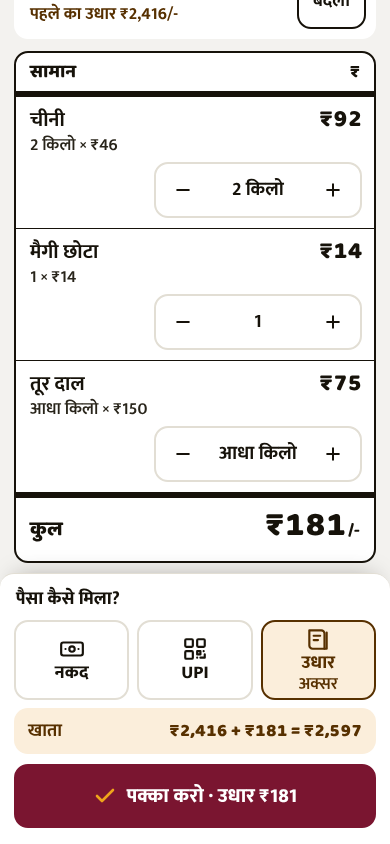 पहले का उधार ₹2,416/-
बदलो
सामान ₹
चीनी ₹92
2 किलो × ₹46
− 2 किलो +
मैगी छोटा ₹14
1 × ₹14
− 1 +
तूर दाल ₹75
आधा किलो × ₹150
− आधा किलो +
कुल ₹181/-
पैसा कैसे मिला?
नकद
UPI
उधार
अक्सर
खाता ₹2,416 + ₹181 = ₹2,597
पक्का करो · उधार ₹181